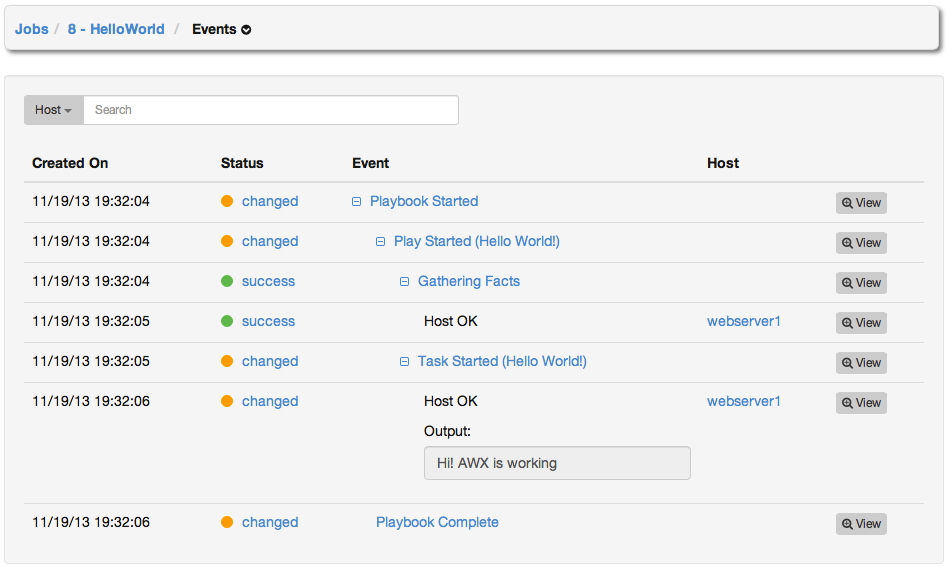 Jobs / 8 - HelloWorld / Events
Host Search
Created On Status Event Host
11/19/13 19:32:04 changed Playbook Started View
11/19/13 19:32:04 changed Play Started (Hello World!) View
11/19/13 19:32:04 success Gathering Facts View
11/19/13 19:32:05 success Host OK webserver1 View
11/19/13 19:32:05 changed Task Started (Hello World!) View
11/19/13 19:32:06 changed Host OK webserver1 View
Output:
Hi! AWX is working
11/19/13 19:32:06 changed Playbook Complete View